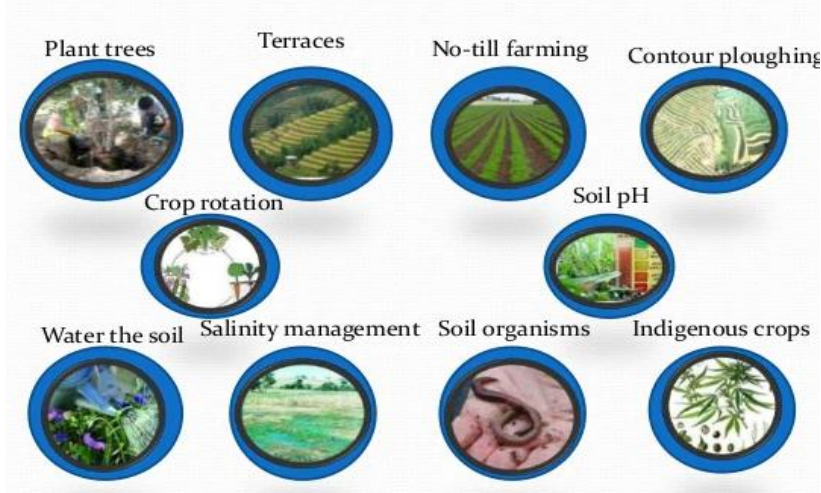 Plant trees
Terraces
No-till farming
Contour ploughing
Crop rotation
Soil pH
Water the soil
Salinity management
Soil organisms
Indigenous crops